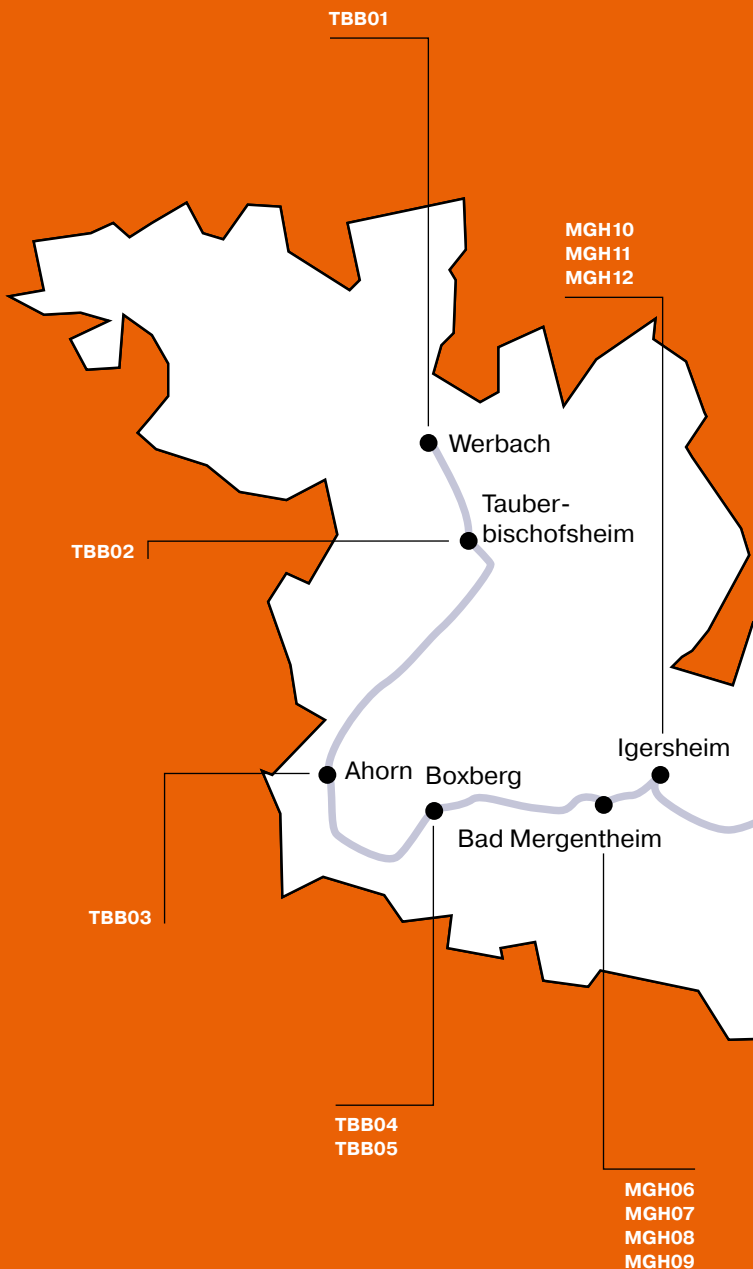 TBB01
MGH10
MGH11
MGH12
Werbach
Tauber-
bischofsheim
TBB02
Igersheim
Ahorn
Boxberg
Bad Mergentheim
TBB03
TBB04
TBB05
MGH06
MGH07
MGH08
MGH09